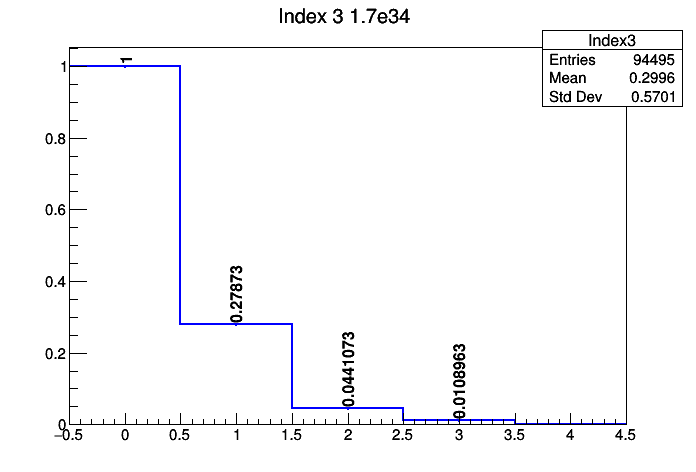 Index 3 1.7e34
Index3
Entries 94495
Mean 0.2996
Std Dev 0.5701
1
0.8
0.6
0.4
0.2
0
1
0.27873
0.0441073
0.0108963
−0.5 0 0.5 1 1.5 2 2.5 3 3.5 4 4.5